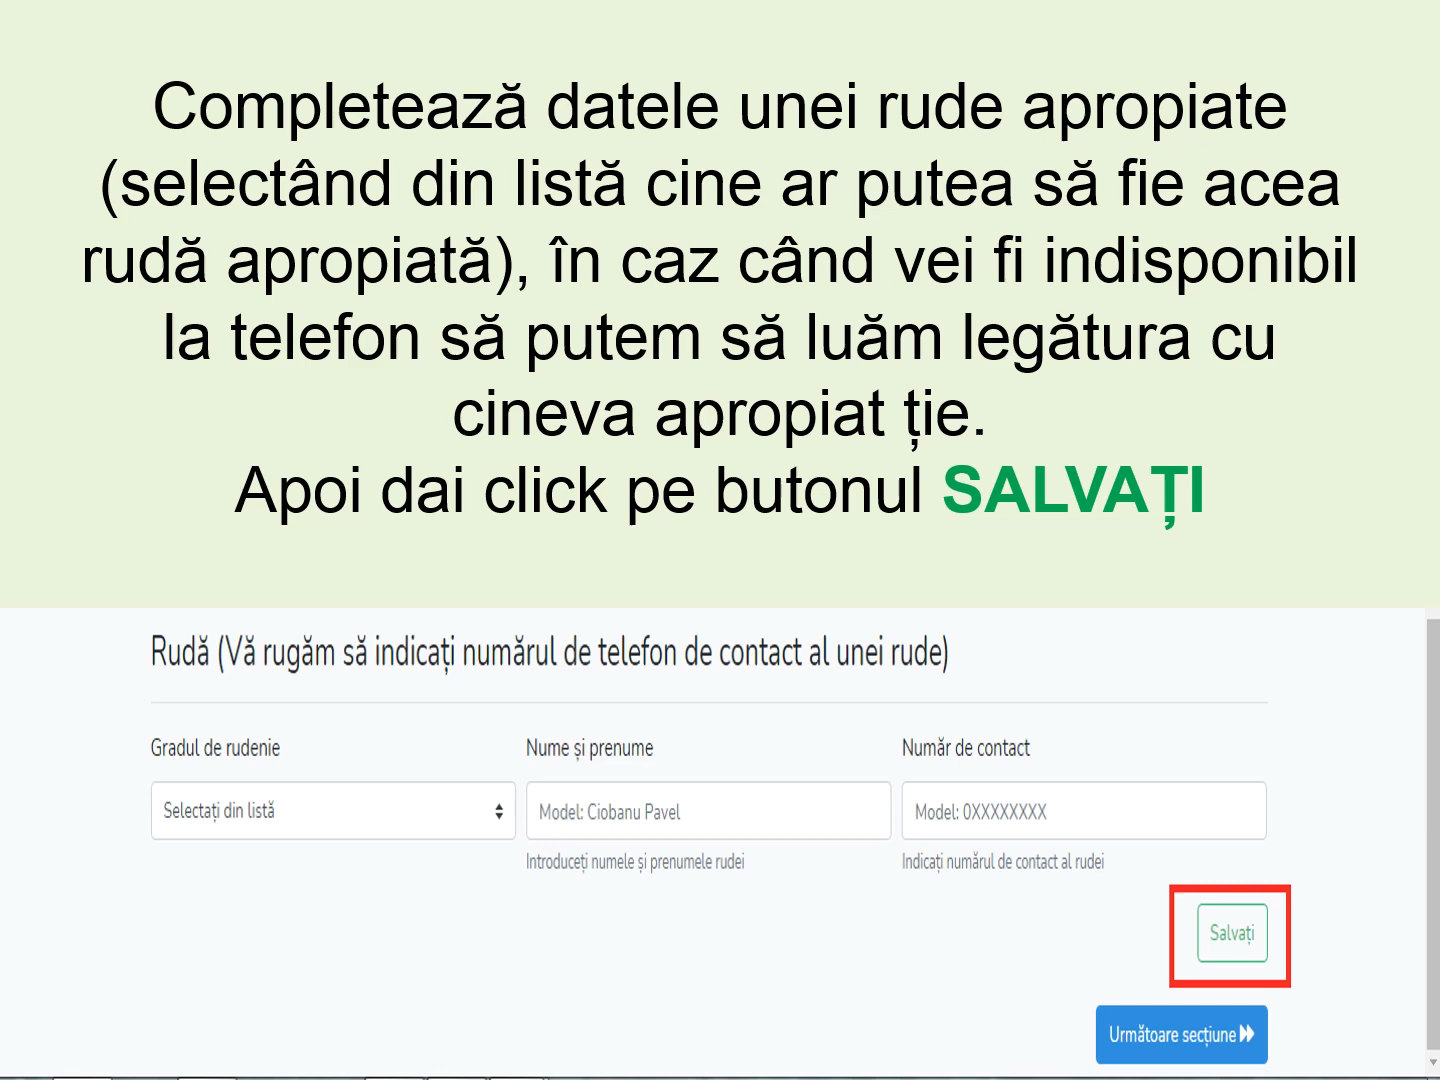 Completează datele unei rude apropiate
(selectând din listă cine ar putea să fie acea
rudă apropiată), în caz când vei fi indisponibil
la telefon să putem să luăm legătura cu
cineva apropiat ție.
Apoi dai click pe butonul SALVAȚI
Rudă (Vă rugăm să indicați numărul de telefon de contact al unei rude)
Gradul de rudenie
Nume și prenume
Număr de contact
Selectați din listă
Model: Ciobanu Pavel
Model: 0XXXXXXXX
Introduceți numele și prenumele rudei
Indicați numărul de contact al rudei
Salvați
Următoare secțiune